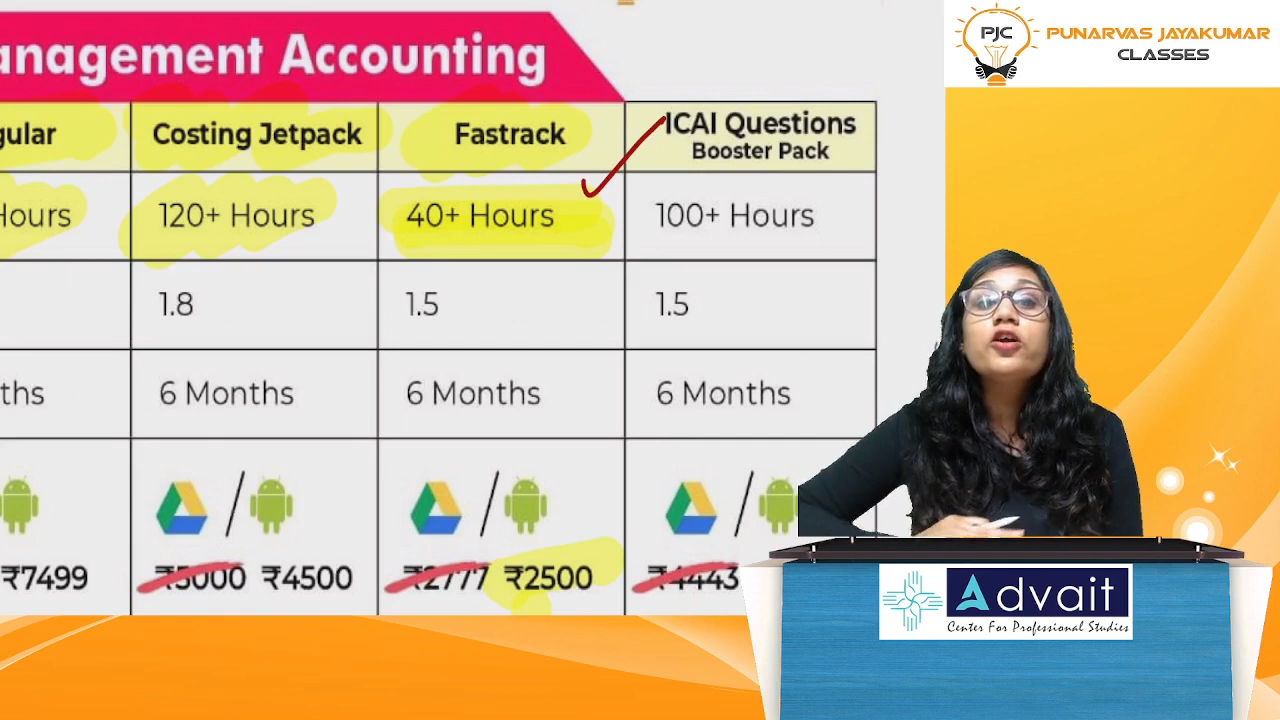 PJC
PUNARVAS JAYAKUMAR
CLASSES
anagement Accounting
gular
Costing Jetpack
Fastrack
ICAI Questions
Booster Pack
Hours
120+ Hours
40+ Hours
100+ Hours
1.8
1.5
1.5
ths
6 Months
6 Months
6 Months
₹7499
₹5000 ₹4500
₹2777 ₹2500
₹4443
Advait
Center For Professional Studies